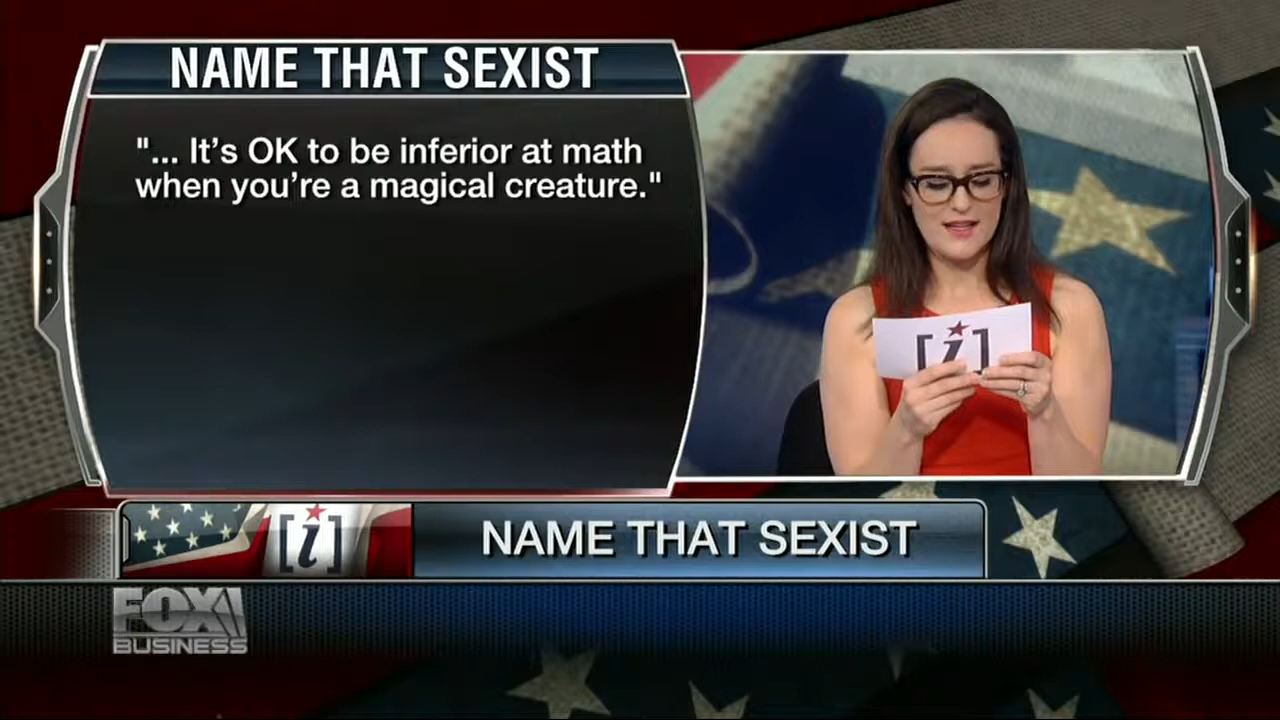 NAME THAT SEXIST
"... It's OK to be inferior at math
when you're a magical creature."
[i]
[i]
NAME THAT SEXIST
FOX
BUSINESS